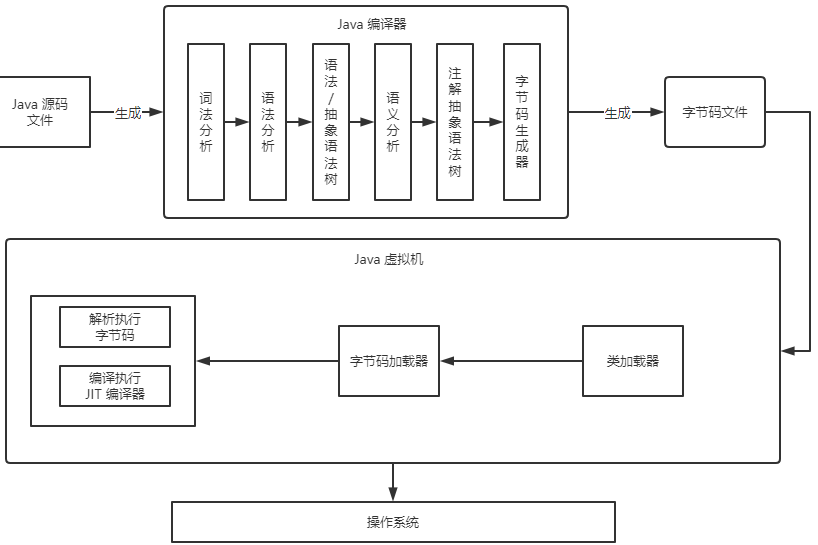 Java 编译器
Java 源码
文件
生成
词法分析
语法分析
语法/抽象语法树
语义分析
注解抽象语法树
字节码生成器
生成
字节码文件
Java 虚拟机
解析执行
字节码
编译执行
JIT 编译器
字节码加载器
类加载器
操作系统